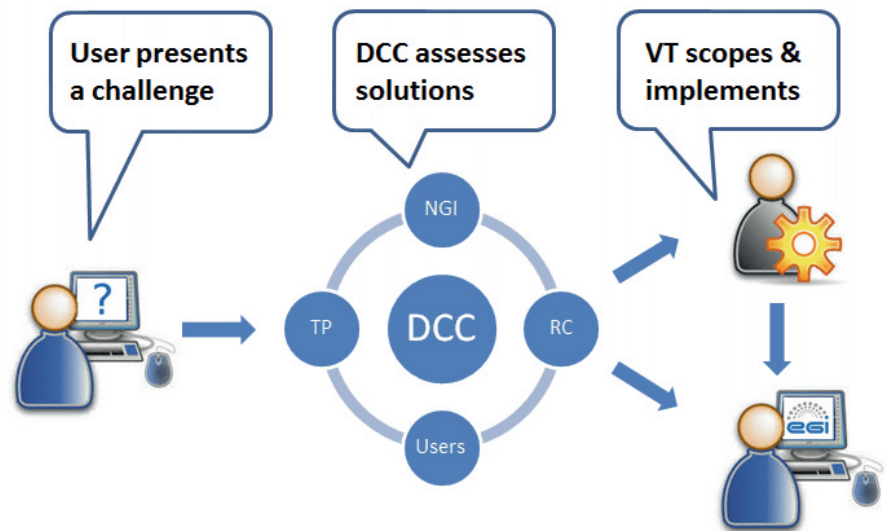 User presents
a challenge
DCC assesses
solutions
VT scopes &
implements
NGI
?
TP
DCC
RC
Users
egi